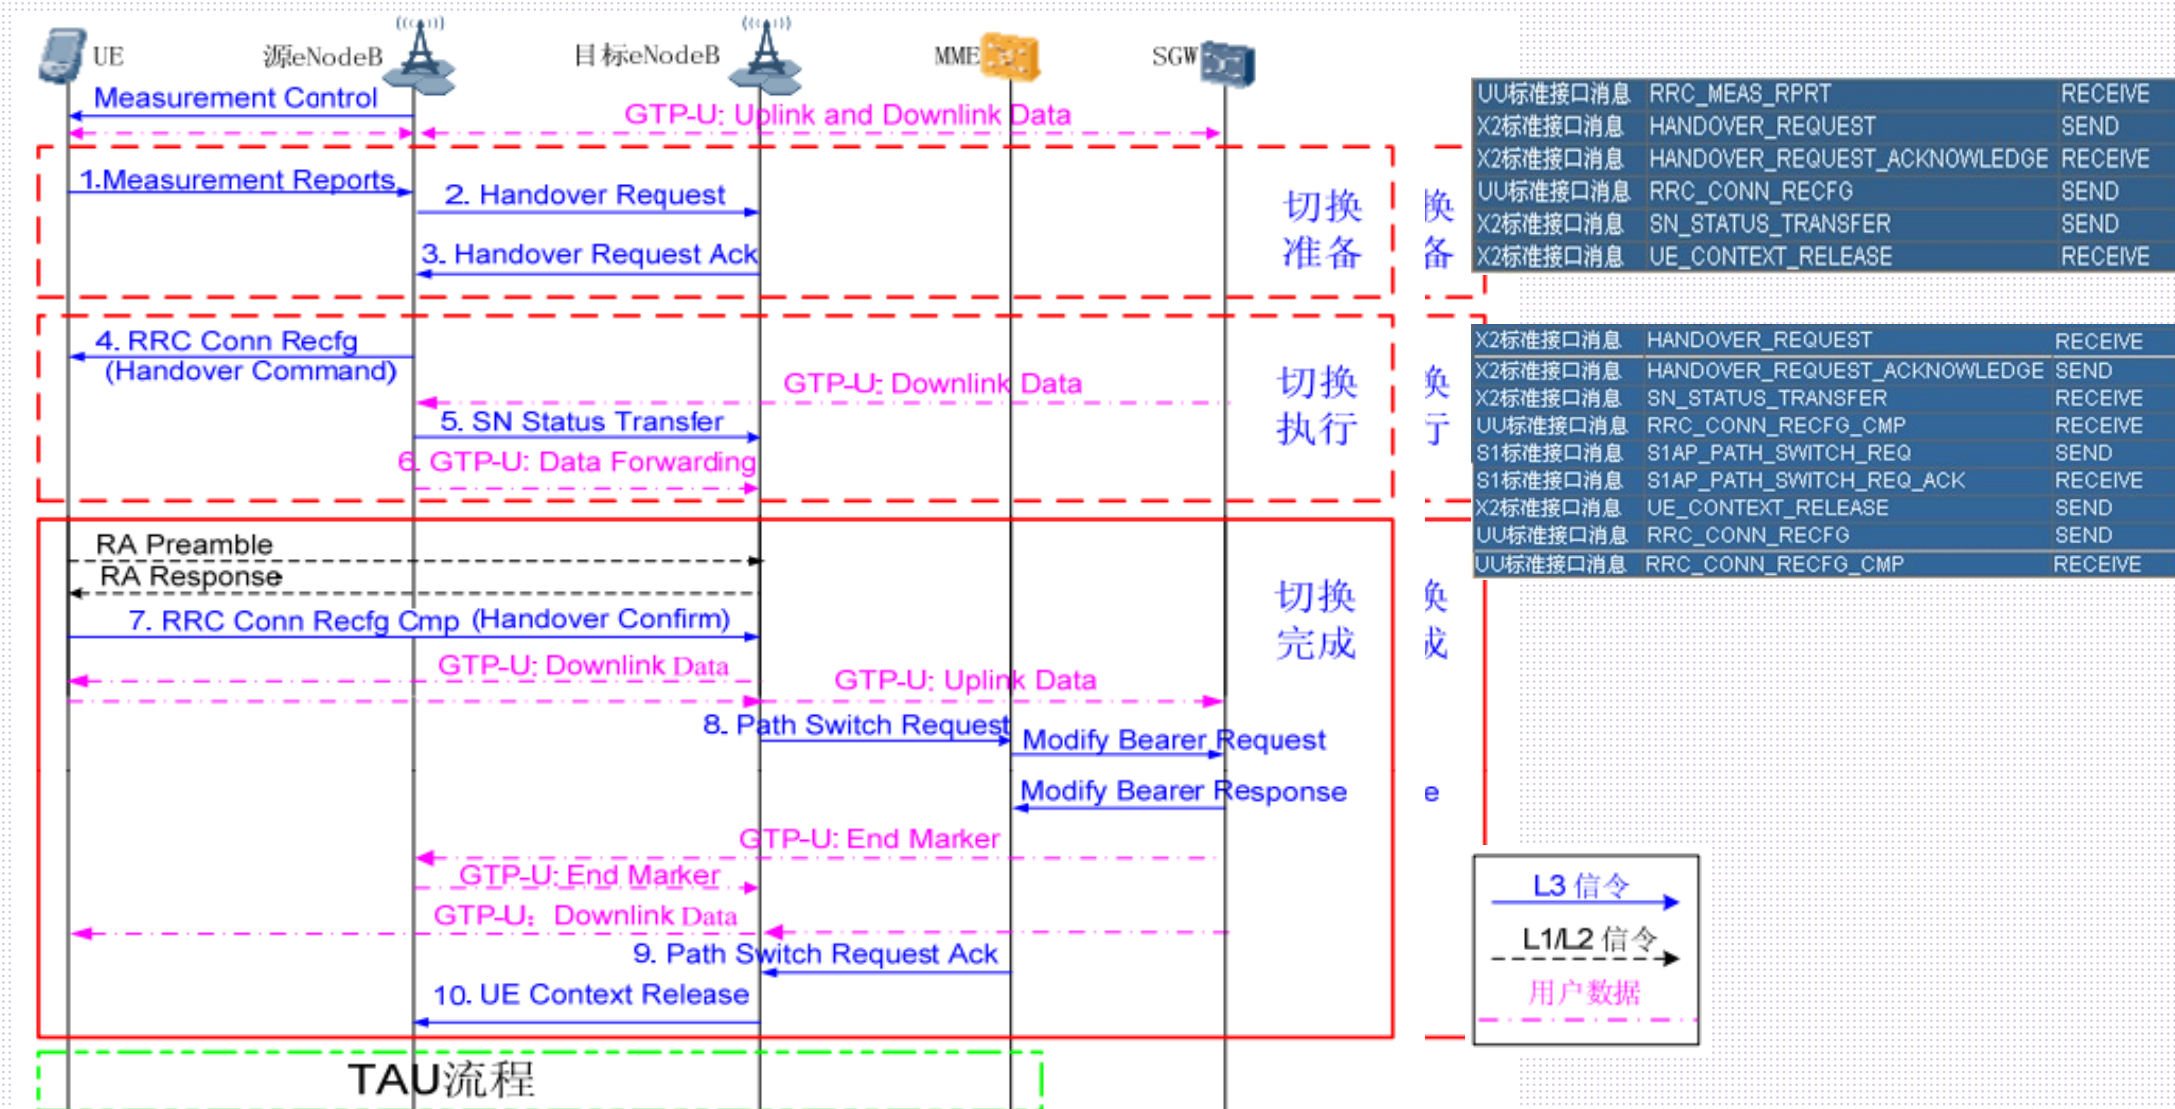 UE
源eNodeB
目标eNodeB
MME
SGW
Measurement Control
GTP-U: Uplink and Downlink Data
1.Measurement Reports
2. Handover Request
3. Handover Request Ack
切换
准备
换
备
4. RRC Conn Recfg
(Handover Command)
GTP-U: Downlink Data
5. SN Status Transfer
6. GTP-U: Data Forwarding
切换
执行
换
行
RA Preamble
RA Response
7. RRC Conn Recfg Cmp (Handover Confirm)
GTP-U: Downlink Data
GTP-U: Uplink Data
8. Path Switch Request
Modify Bearer Request
Modify Bearer Response
e
GTP-U: End Marker
GTP-U: End Marker
GTP-U: Downlink Data
9. Path Switch Request Ack
10. UE Context Release
切换
完成
换
成
TAU流程
UU标准接口消息 RRC_MEAS_RPRT RECEIVE
X2标准接口消息 HANDOVER_REQUEST SEND
X2标准接口消息 HANDOVER_REQUEST_ACKNOWLEDGE RECEIVE
UU标准接口消息 RRC_CONN_RECFG SEND
X2标准接口消息 SN_STATUS_TRANSFER SEND
X2标准接口消息 UE_CONTEXT_RELEASE RECEIVE
X2标准接口消息 HANDOVER_REQUEST RECEIVE
X2标准接口消息 HANDOVER_REQUEST_ACKNOWLEDGE SEND
X2标准接口消息 SN_STATUS_TRANSFER RECEIVE
UU标准接口消息 RRC_CONN_RECFG_CMP RECEIVE
S1标准接口消息 S1AP_PATH_SWITCH_REQ SEND
S1标准接口消息 S1AP_PATH_SWITCH_REQ_ACK RECEIVE
X2标准接口消息 UE_CONTEXT_RELEASE SEND
UU标准接口消息 RRC_CONN_RECFG SEND
UU标准接口消息 RRC_CONN_RECFG_CMP RECEIVE
L3 信令
L1/L2 信令
用户数据